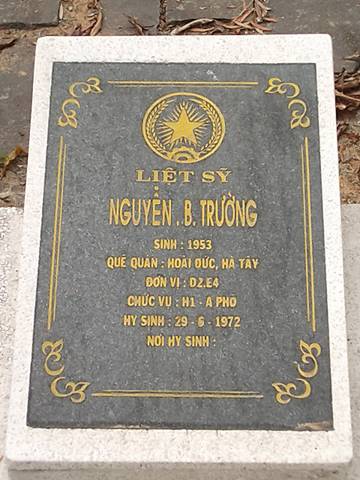 LIỆT SỸ
NGUYỄN . B. TRƯỜNG
SINH : 1953
QUÊ QUÁN : HOÀI ĐỨC, HÀ TÂY
ĐƠN VỊ : D2.E4
CHỨC VỤ : H1 - A PHÓ
HY SINH : 29 - 6 - 1972
NƠI HY SINH :